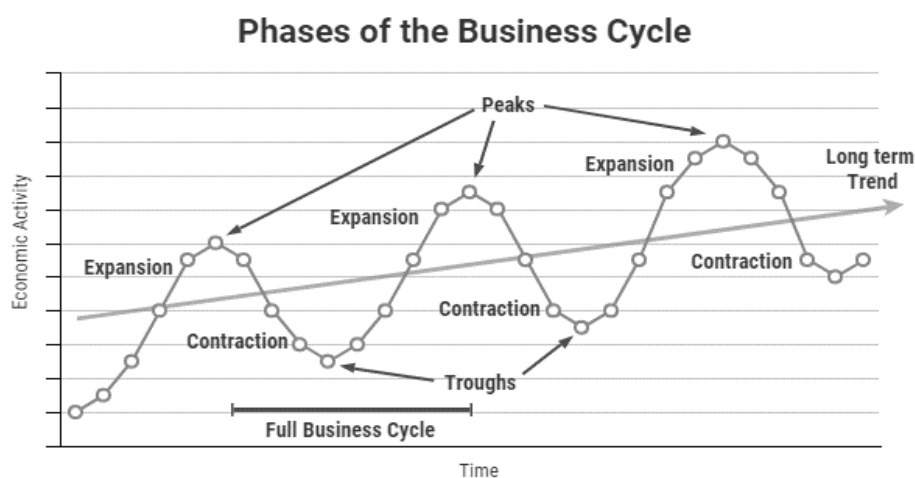 Phases of the Business Cycle
Peaks
Expansion
Long term
Trend
Expansion
Expansion
Contraction
Contraction
Contraction
Troughs
Full Business Cycle
Economic Activity
Time